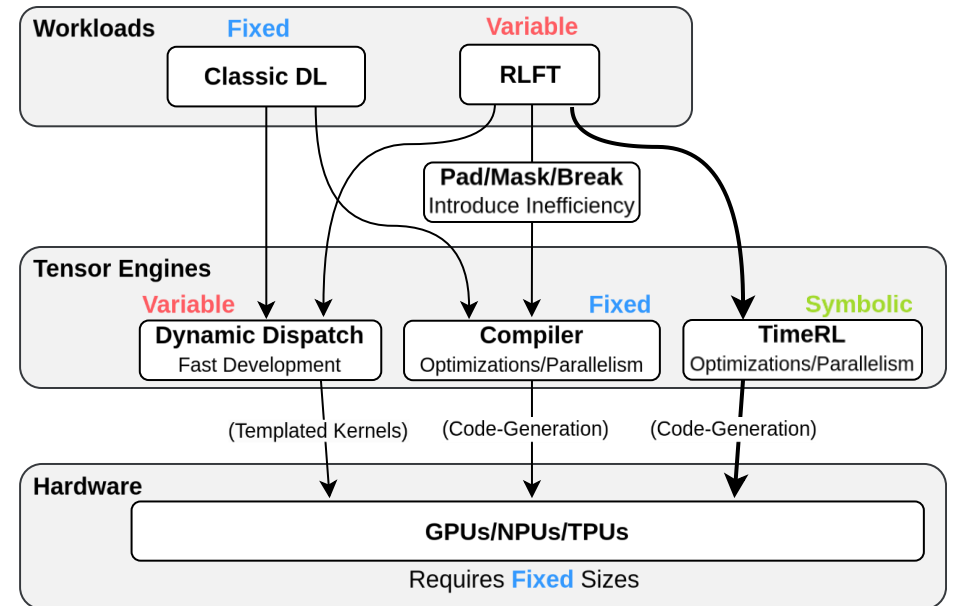 Workloads
Fixed
Variable
Classic DL
RLFT
Pad/Mask/Break
Introduce Inefficiency
Tensor Engines
Variable
Fixed
Symbolic
Dynamic Dispatch
Fast Development
Compiler
Optimizations/Parallelism
TimeRL
Optimizations/Parallelism
(Templated Kernels)
(Code-Generation)
(Code-Generation)
Hardware
GPUs/NPUs/TPUs
Requires Fixed Sizes